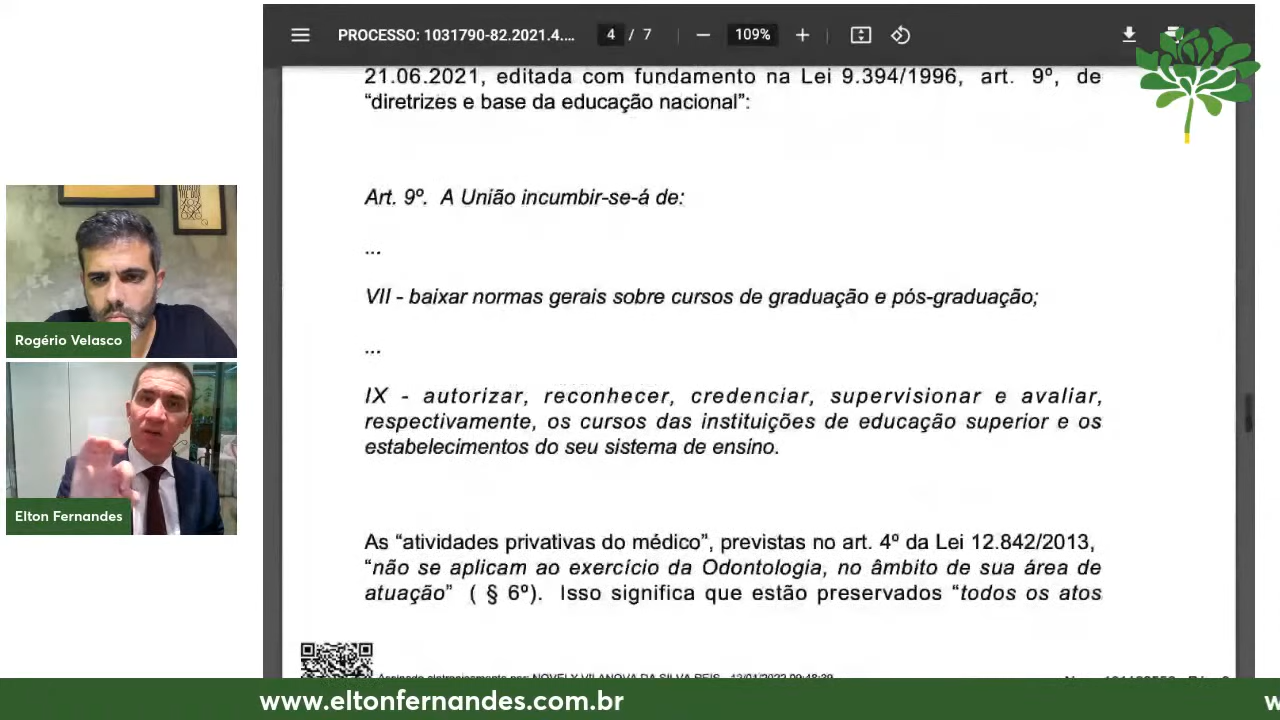 PROCESSO: 1031790-82.2021.4.... 4 / 7 109%
21.06.2021, editada com fundamento na Lei 9.394/1996, art. 9º, de
“diretrizes e base da educação nacional”:
Art. 9º. A União incumbir-se-á de:
...
VII - baixar normas gerais sobre cursos de graduação e pós-graduação;
...
IX - autorizar, reconhecer, credenciar, supervisionar e avaliar,
respectivamente, os cursos das instituições de educação superior e os
estabelecimentos do seu sistema de ensino.
As “atividades privativas do médico”, previstas no art. 4º da Lei 12.842/2013,
“não se aplicam ao exercício da Odontologia, no âmbito de sua área de
atuação” ( § 6º). Isso significa que estão preservados “todos os atos
Rogério Velasco
Elton Fernandes
www.eltonfernandes.com.br
w